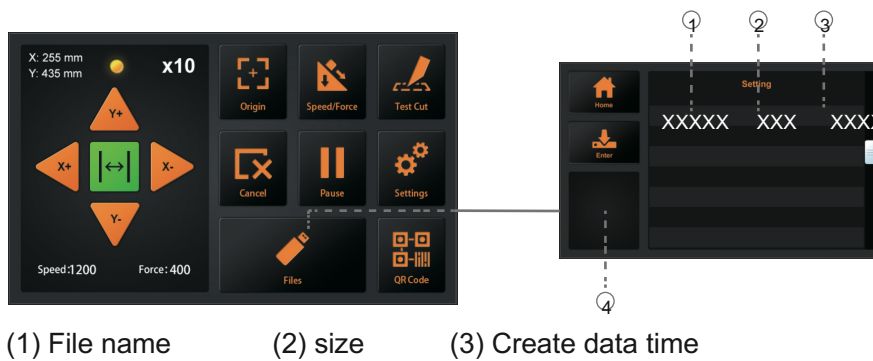 1 2 3
X: 255 mm
Y: 435 mm
x10
Origin Speed/Force Test Cut
Y+
X+ X-
Y-
Cancel Pause Settings
Speed:1200 Force:400
Files QR Code
Setting
Home
XXXXX XXX XXX
Enter
4
(1) File name (2) size (3) Create data time